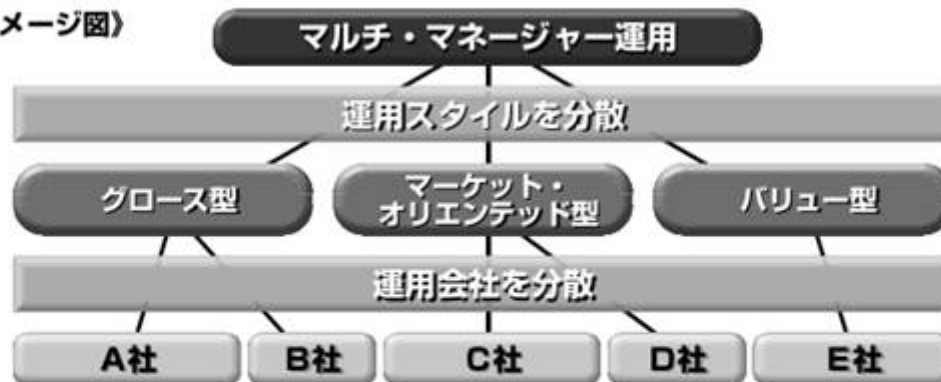 メージ図》
マルチ・マネージャー運用
運用スタイルを分散
グロース型
マーケット・
オリエンテッド型
バリュー型
運用会社を分散
A社
B社
C社
D社
E社